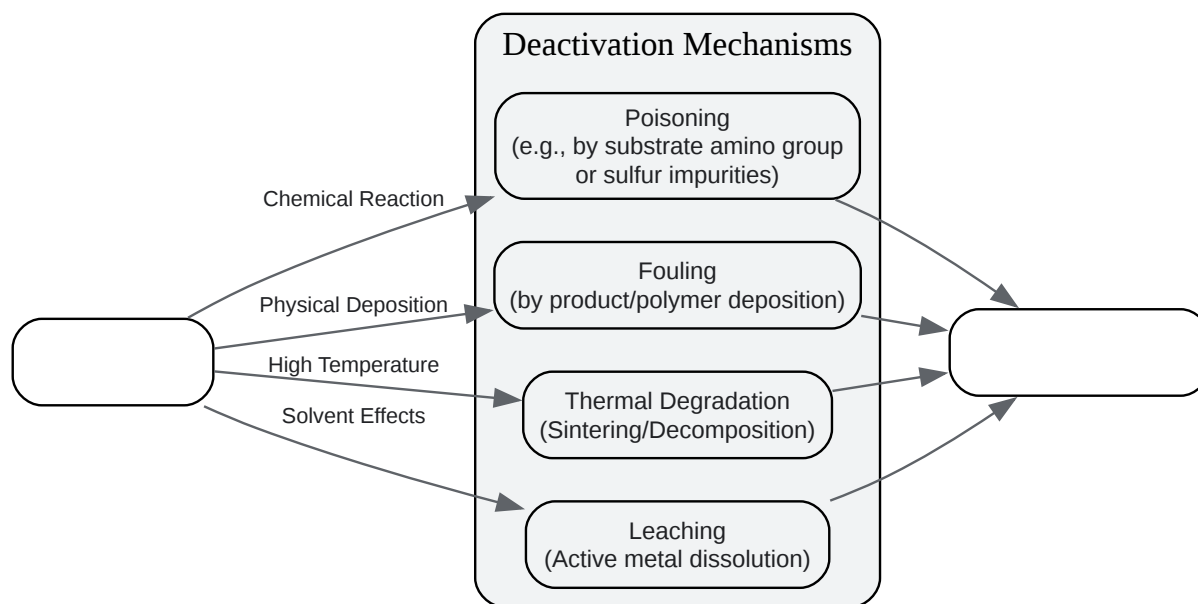 Deactivation Mechanisms
Poisoning
(e.g., by substrate amino group
or sulfur impurities)
Chemical Reaction
Fouling
(by product/polymer deposition)
Physical Deposition
High Temperature
Thermal Degradation
(Sintering/Decomposition)
Solvent Effects
Leaching
(Active metal dissolution)